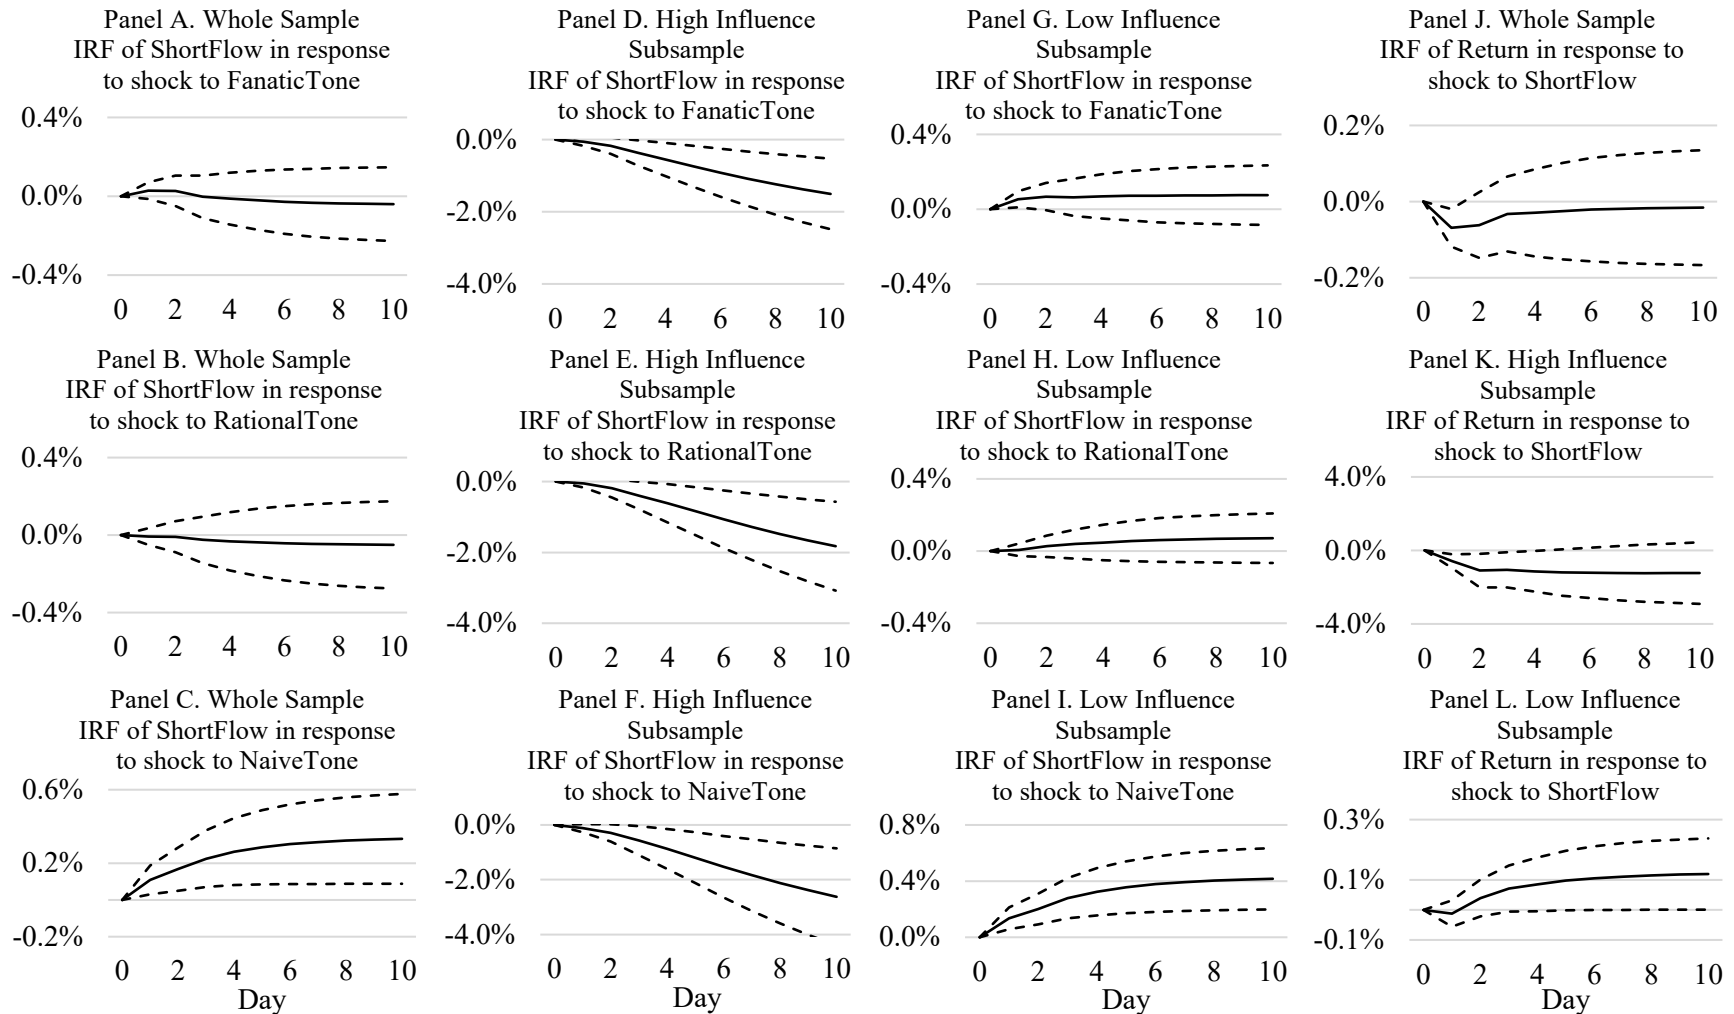 Panel A. Whole Sample
IRF of ShortFlow in response
to shock to FanaticTone
0.4%
0.0%
-0.4%
0 2 4 6 8 10
Panel D. High Influence
Subsample
IRF of ShortFlow in response
to shock to FanaticTone
0.0%
-2.0%
-4.0%
0 2 4 6 8 10
Panel G. Low Influence
Subsample
IRF of ShortFlow in response
to shock to FanaticTone
0.4%
0.0%
-0.4%
0 2 4 6 8 10
Panel J. Whole Sample
IRF of Return in response to
shock to ShortFlow
0.2%
0.0%
-0.2%
0 2 4 6 8 10
Panel B. Whole Sample
IRF of ShortFlow in response
to shock to RationalTone
0.4%
0.0%
-0.4%
0 2 4 6 8 10
Panel E. High Influence
Subsample
IRF of ShortFlow in response
to shock to RationalTone
0.0%
-2.0%
-4.0%
0 2 4 6 8 10
Panel H. Low Influence
Subsample
IRF of ShortFlow in response
to shock to RationalTone
0.4%
0.0%
-0.4%
0 2 4 6 8 10
Panel K. High Influence
Subsample
IRF of Return in response to
shock to ShortFlow
4.0%
0.0%
-4.0%
0 2 4 6 8 10
Panel C. Whole Sample
IRF of ShortFlow in response
to shock to NaiveTone
0.6%
0.2%
-0.2%
0 2 4 6 8 10
Day
Panel F. High Influence
Subsample
IRF of ShortFlow in response
to shock to NaiveTone
0.0%
-2.0%
-4.0%
0 2 4 6 8 10
Day
Panel I. Low Influence
Subsample
IRF of ShortFlow in response
to shock to NaiveTone
0.8%
0.4%
0.0%
0 2 4 6 8 10
Day
Panel L. Low Influence
Subsample
IRF of Return in response to
shock to ShortFlow
0.3%
0.1%
-0.1%
0 2 4 6 8 10
Day